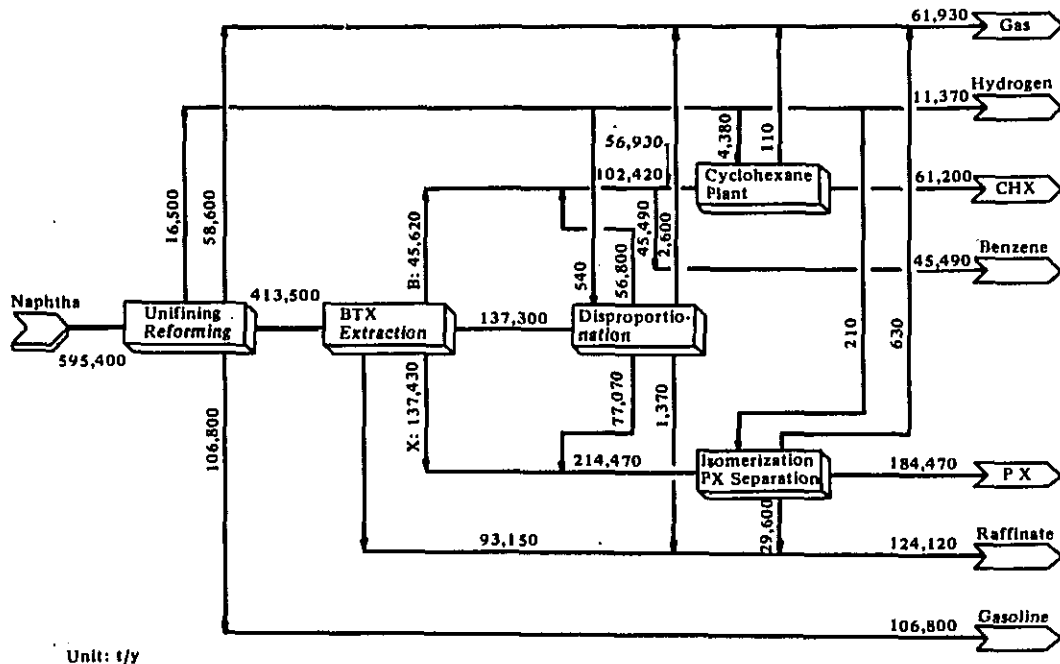 61,930
Gas
Hydrogen
11,370
56,930
4,380
110
16,500
58,600
102,420
Cyclohexane
Plant
61,200
CHX
B: 45,620
45,490
2,600
540
56,800
Benzene
45,490
Naphtha
595,400
Unifining
Reforming
413,500
BTX
Extraction
137,300
Disproportio-
nation
210
630
106,800
X: 137,430
77,070
1,370
214,470
Isomerization
PX Separation
184,470
PX
29,600
93,150
124,120
Raffinate
106,800
Gasoline
Unit: t/y